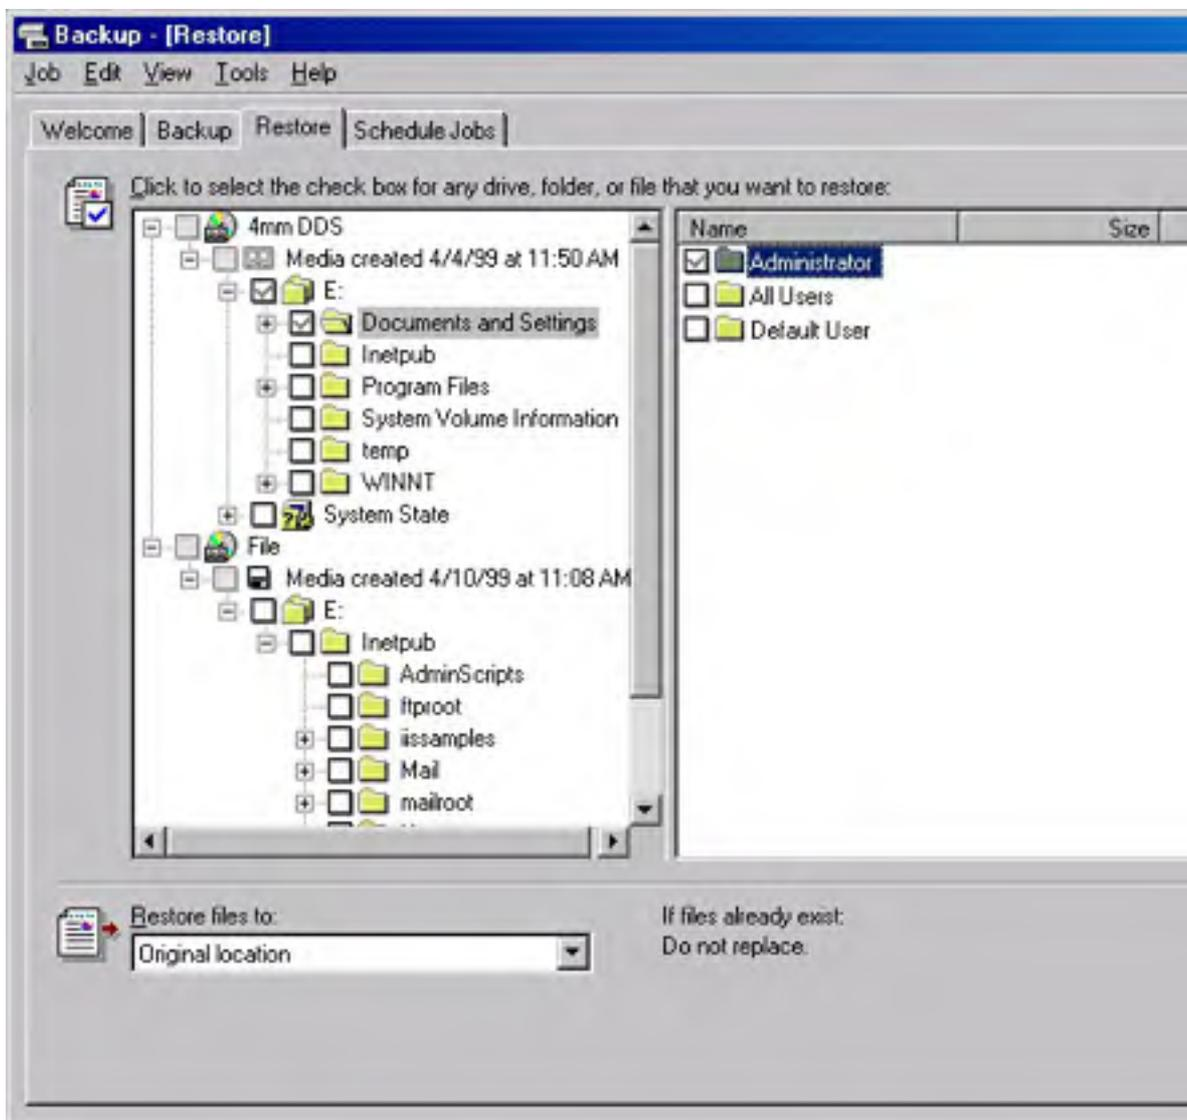 Backup - [Restore]
Job Edit View Tools Help
Welcome Backup Restore Schedule Jobs
Click to select the check box for any drive, folder, or file that you want to restore:
4mm DDS
Media created 4/4/99 at 11:50 AM
E:
Documents and Settings
Inetpub
Program Files
System Volume Information
temp
WINNT
System State
File
Media created 4/10/99 at 11:08 AM
E:
Inetpub
AdminScripts
ftproot
iissamples
Mail
mailroot
Name Size
Administrator
All Users
Default User
Restore files to:
Original location
If files already exist:
Do not replace.